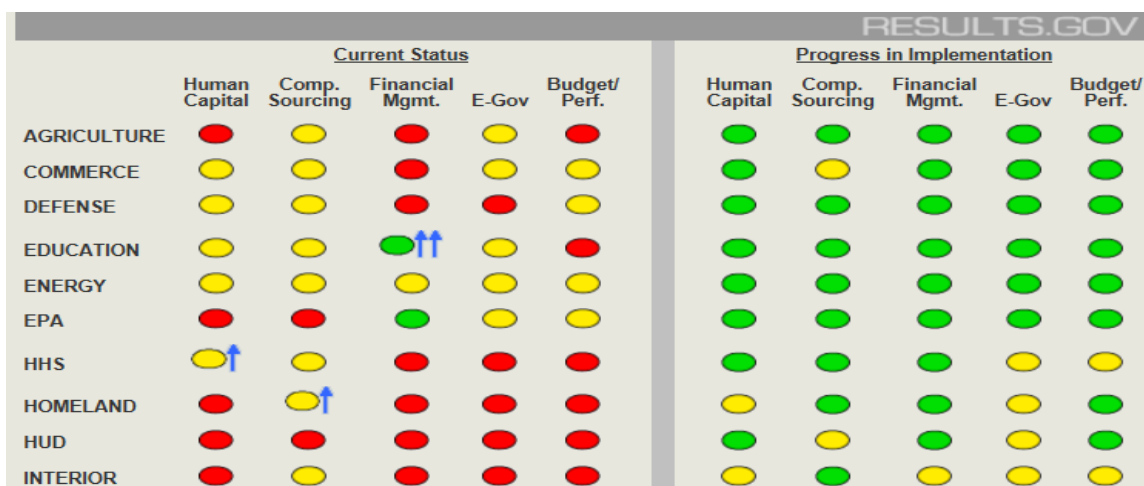 RESULTS.GOV
Current Status Progress in Implementation
Human Capital Comp. Sourcing Financial Mgmt. E-Gov Budget/ Perf. Human Capital Comp. Sourcing Financial Mgmt. E-Gov Budget/ Perf.
AGRICULTURE
COMMERCE
DEFENSE
EDUCATION
ENERGY
EPA
HHS
HOMELAND
HUD
INTERIOR